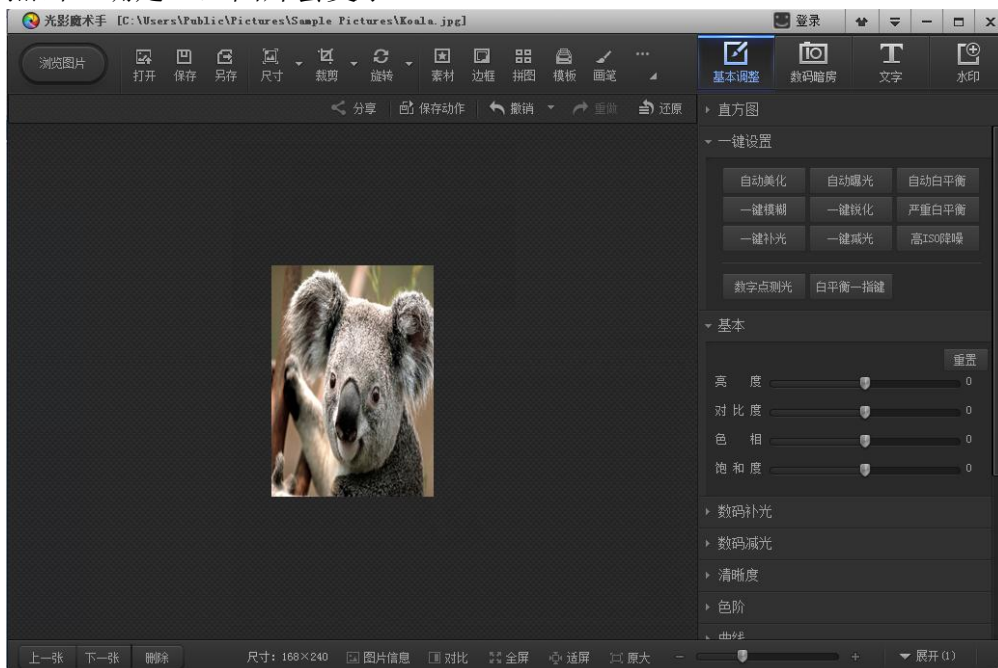 光影魔术手 [C:\Users\Public\Pictures\Sample Pictures\Koala.jpg]
登录
浏览图片 打开 保存 另存 尺寸 裁剪 旋转 素材 边框 拼图 模板 画笔 ...
基本调整 数码暗房 文字 水印
分享 保存动作 撤销 重做 还原
直方图
一键设置
自动美化 自动曝光 自动白平衡
一键模糊 一键锐化 严重白平衡
一键补光 一键减光 高ISO降噪
数字点测光 白平衡一指键
基本
重置
亮 度 0
对比度 0
色 相 0
饱和度 0
数码补光
数码减光
清晰度
色阶
曲线
上一张 下一张 删除 尺寸: 168×240 图片信息 对比 全屏 适屏 原大 - + 展开(1)